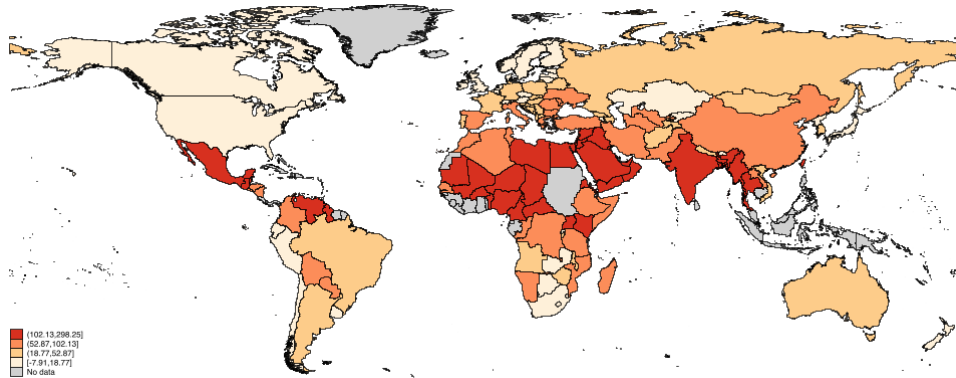 (102.13,298.25]
(52.87,102.13]
(18.77,52.87]
[-7.91,18.77]
No data